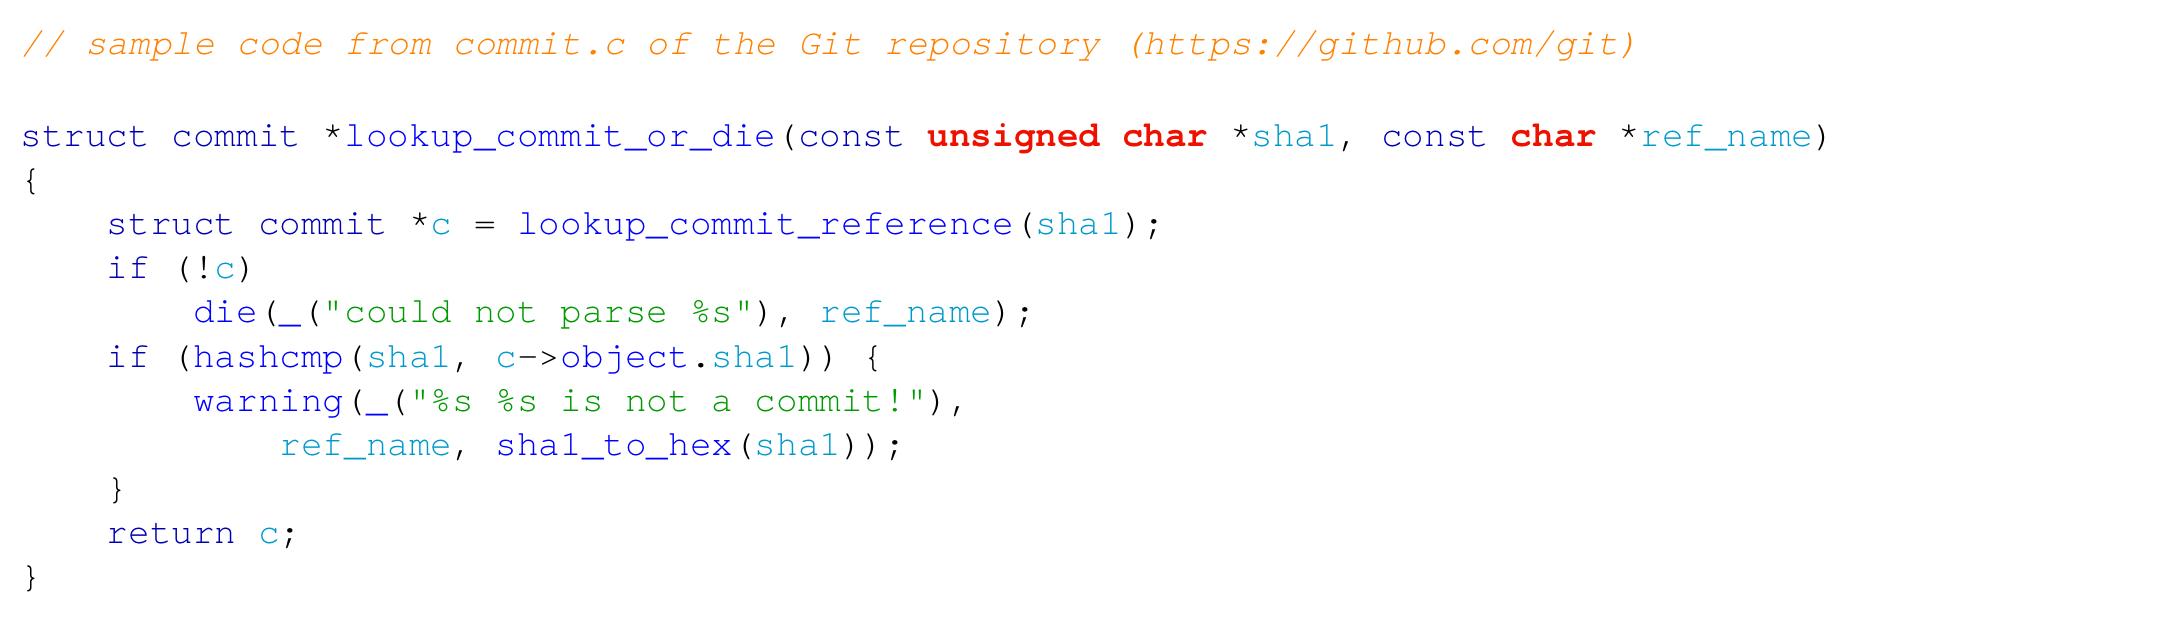 // sample code from commit.c of the Git repository (https://github.com/git)

struct commit *lookup_commit_or_die(const unsigned char *sha1, const char *ref_name)
{
    struct commit *c = lookup_commit_reference(sha1);
    if (!c)
        die(_("could not parse %s"), ref_name);
    if (hashcmp(sha1, c->object.sha1)) {
        warning(_("%s %s is not a commit!"),
            ref_name, sha1_to_hex(sha1));
    }
    return c;
}